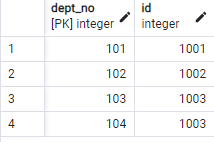 dept_no id
[PK] integer integer
1 101 1001
2 102 1002
3 103 1003
4 104 1003